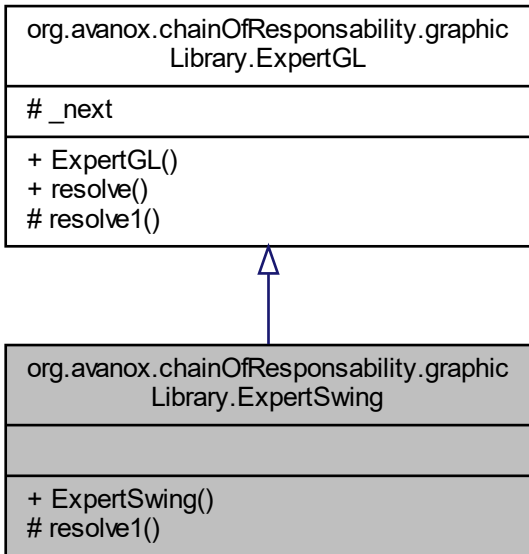 org.avanox.chainOfResponsability.graphic
Library.ExpertGL
# _next
+ ExpertGL()
+ resolve()
# resolve1()
org.avanox.chainOfResponsability.graphic
Library.ExpertSwing
+ ExpertSwing()
# resolve1()